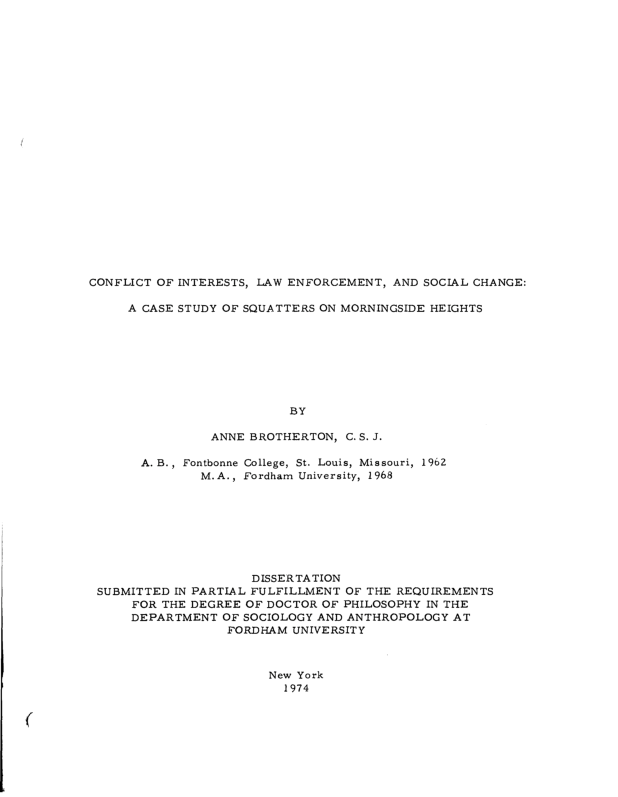 CONFLICT OF INTERESTS, LAW ENFORCEMENT, AND SOCIAL CHANGE:
A CASE STUDY OF SQUATTERS ON MORNINGSIDE HEIGHTS
BY
ANNE BROTHERTON, C.S.J.
A.B., Fontbonne College, St. Louis, Missouri, 1962
M.A., Fordham University, 1968
DISSERTATION
SUBMITTED IN PARTIAL FULFILLMENT OF THE REQUIREMENTS
FOR THE DEGREE OF DOCTOR OF PHILOSOPHY IN THE
DEPARTMENT OF SOCIOLOGY AND ANTHROPOLOGY AT
FORDHAM UNIVERSITY
New York
1974